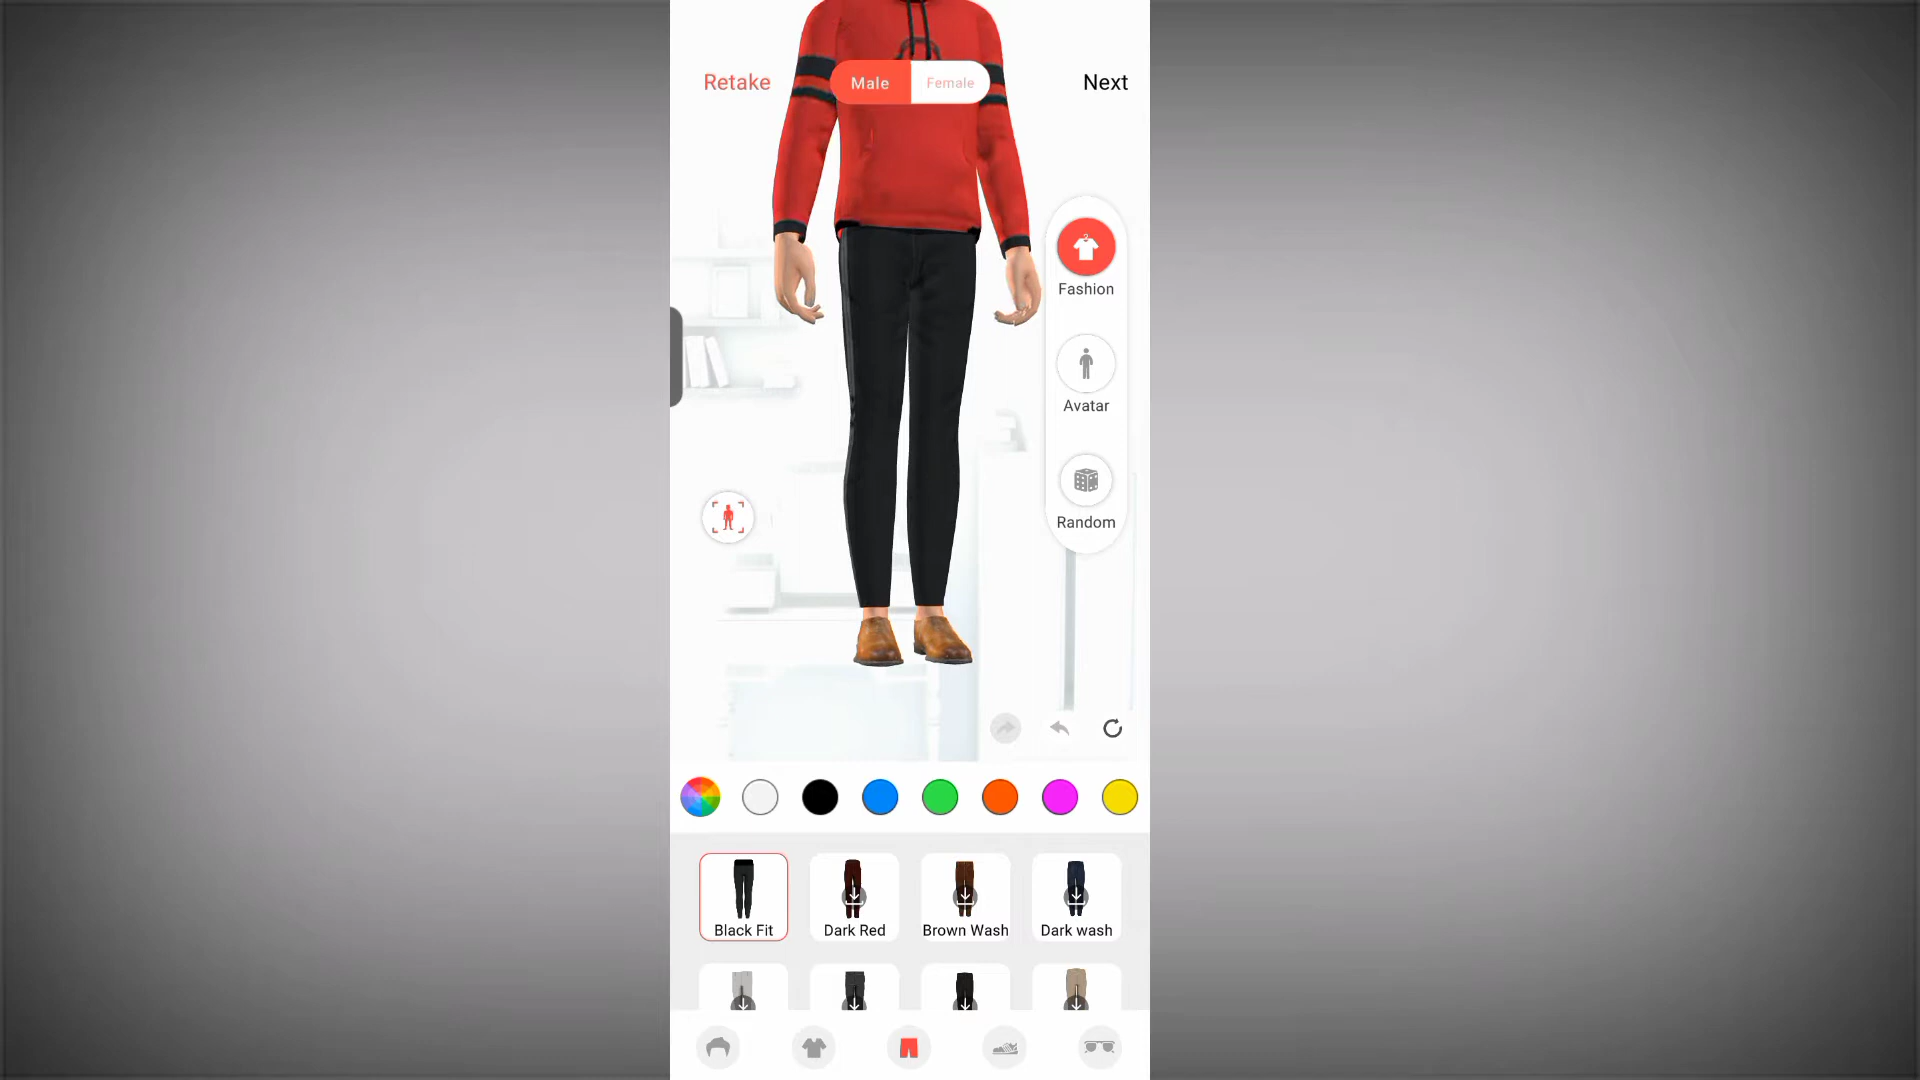 Retake
Male
Female
Next
Fashion
Avatar
Random
Black Fit
Dark Red
Brown Wash
Dark wash